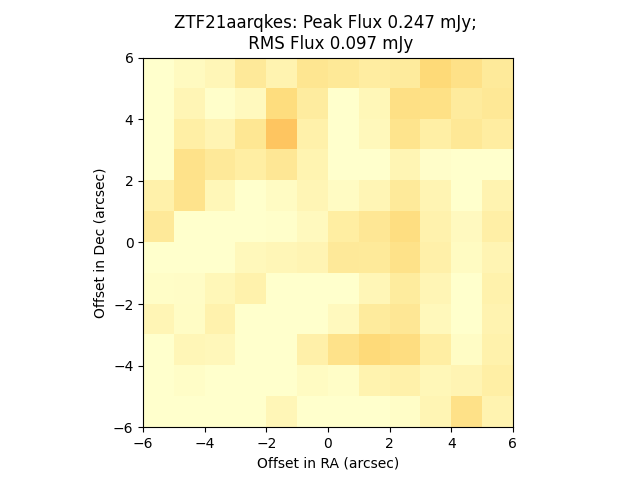 ZTF21aarqkes: Peak Flux 0.247 mJy;
RMS Flux 0.097 mJy
6
4
2
0
−2
−4
−6
Offset in Dec (arcsec)
−6 −4 −2 0 2 4 6
Offset in RA (arcsec)